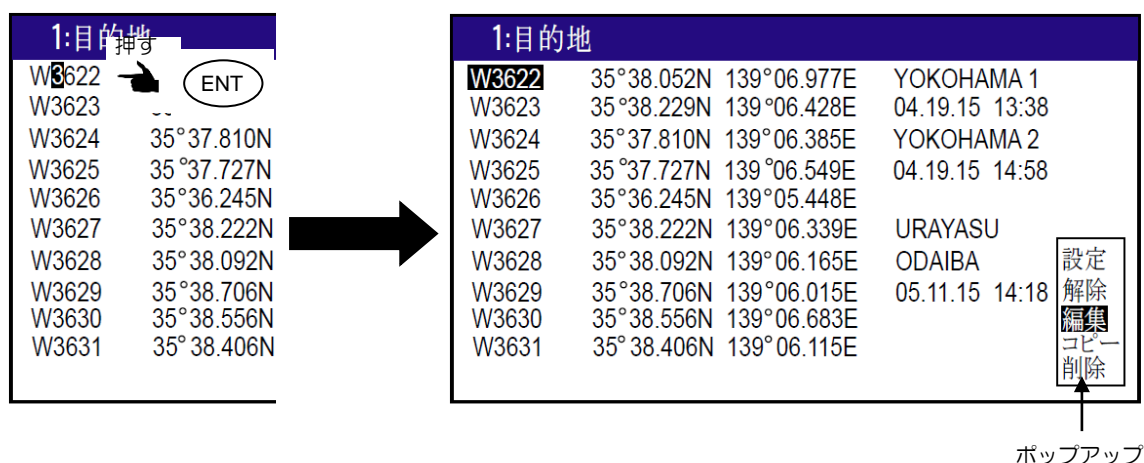 1:目的地
押す
ENT
W3622
W3623
W3624 35°37.810N
W3625 35°37.727N
W3626 35°36.245N
W3627 35°38.222N
W3628 35°38.092N
W3629 35°38.706N
W3630 35°38.556N
W3631 35°38.406N
1:目的地
W3622 35°38.052N 139°06.977E YOKOHAMA 1
W3623 35°38.229N 139°06.428E 04.19.15 13:38
W3624 35°37.810N 139°06.385E YOKOHAMA 2
W3625 35°37.727N 139°06.549E 04.19.15 14:58
W3626 35°36.245N 139°05.448E
W3627 35°38.222N 139°06.339E URAYASU
W3628 35°38.092N 139°06.165E ODAIBA
W3629 35°38.706N 139°06.015E 05.11.15 14:18
W3630 35°38.556N 139°06.683E
W3631 35°38.406N 139°06.115E
設定
解除
編集
コピー
削除
ポップアップ